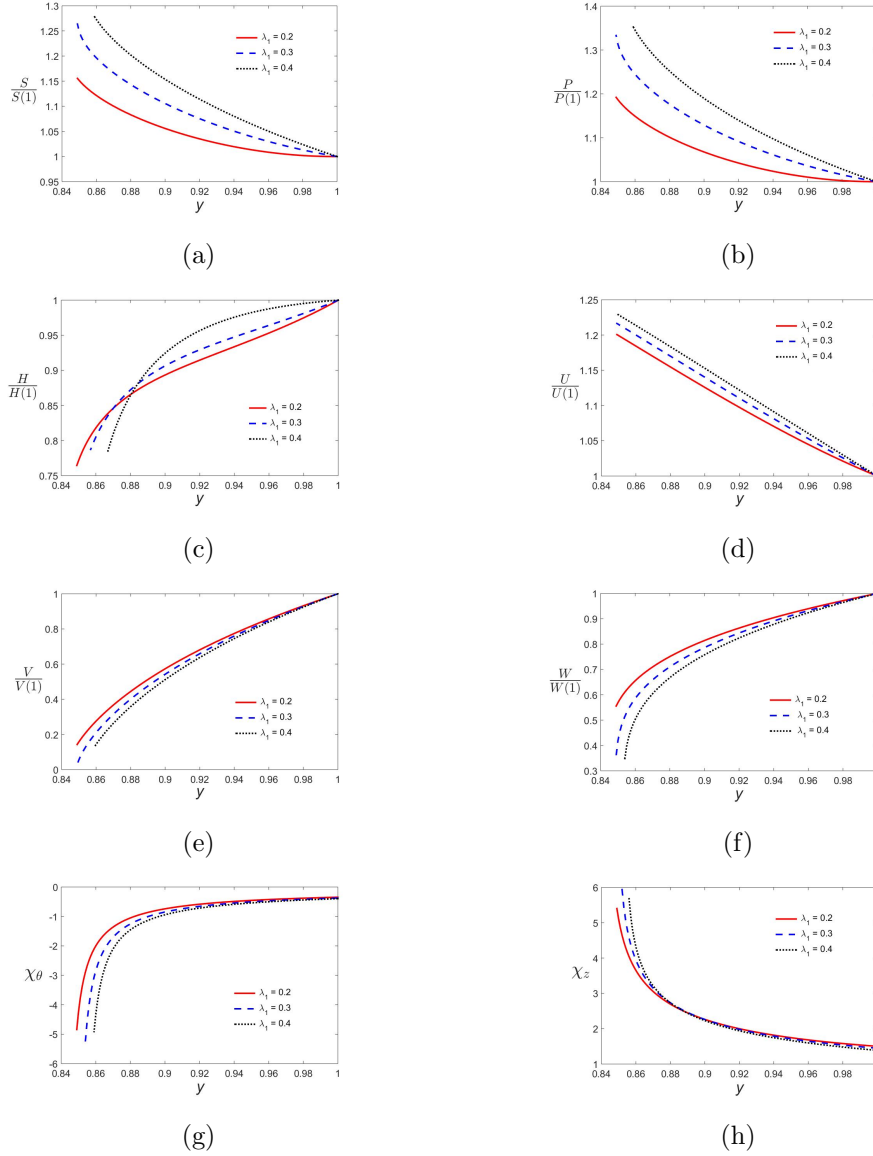 1.3
1.25
1.2
1.15
1.1
1.05
1
0.95
S
S(1)
λ1 = 0.2
λ1 = 0.3
λ1 = 0.4
0.84 0.86 0.88 0.9 0.92 0.94 0.96 0.98 1
y
(a)
1.4
1.3
1.2
1.1
1
P
P(1)
λ1 = 0.2
λ1 = 0.3
λ1 = 0.4
0.84 0.86 0.88 0.9 0.92 0.94 0.96 0.98
y
(b)
1
0.95
0.9
0.85
0.8
0.75
H
H(1)
λ1 = 0.2
λ1 = 0.3
λ1 = 0.4
0.84 0.86 0.88 0.9 0.92 0.94 0.96 0.98 1
y
(c)
1.25
1.2
1.15
1.1
1.05
1
U
U(1)
λ1 = 0.2
λ1 = 0.3
λ1 = 0.4
0.84 0.86 0.88 0.9 0.92 0.94 0.96 0.98
y
(d)
1
0.8
0.6
0.4
0.2
0
V
V(1)
λ1 = 0.2
λ1 = 0.3
λ1 = 0.4
0.84 0.86 0.88 0.9 0.92 0.94 0.96 0.98 1
y
(e)
1
0.9
0.8
0.7
0.6
0.5
0.4
0.3
W
W(1)
λ1 = 0.2
λ1 = 0.3
λ1 = 0.4
0.84 0.86 0.88 0.9 0.92 0.94 0.96 0.98
y
(f)
0
-1
-2
-3
-4
-5
-6
χθ
λ1 = 0.2
λ1 = 0.3
λ1 = 0.4
0.84 0.86 0.88 0.9 0.92 0.94 0.96 0.98 1
y
(g)
6
5
4
3
2
1
χz
λ1 = 0.2
λ1 = 0.3
λ1 = 0.4
0.84 0.86 0.88 0.9 0.92 0.94 0.96 0.98
y
(h)